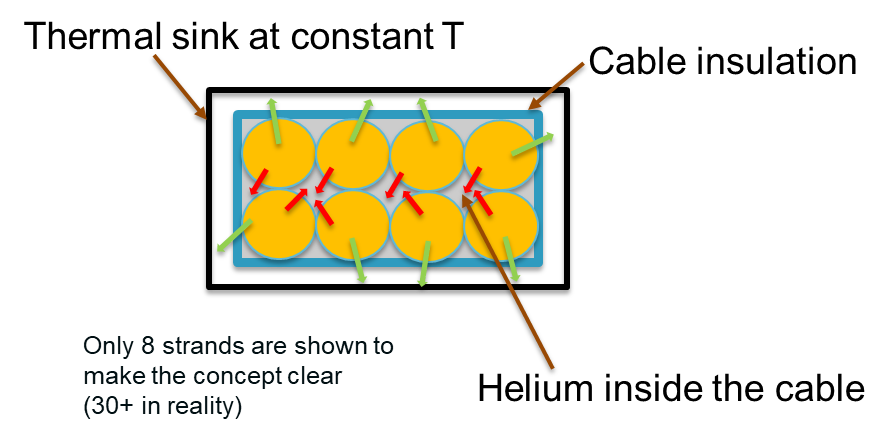 Thermal sink at constant T
Cable insulation
Only 8 strands are shown to
make the concept clear
(30+ in reality)
Helium inside the cable